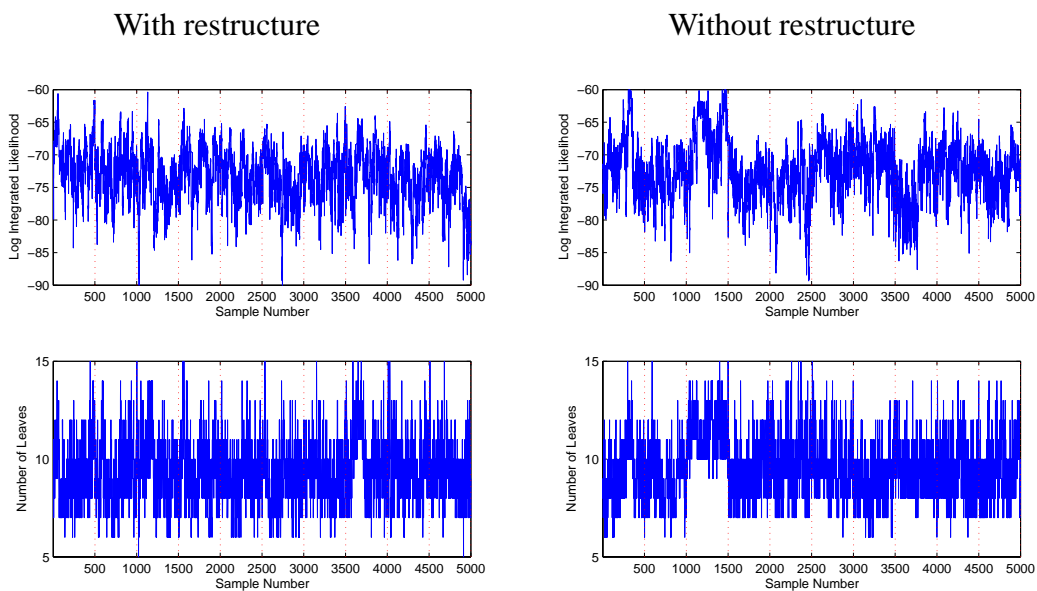 With restructure
Without restructure
−60
−65
−70
−75
−80
−85
−90
Log Integrated Likelihood
500 1000 1500 2000 2500 3000 3500 4000 4500 5000
Sample Number
−60
−65
−70
−75
−80
−85
−90
Log Integrated Likelihood
500 1000 1500 2000 2500 3000 3500 4000 4500 5000
Sample Number
15
10
5
Number of Leaves
500 1000 1500 2000 2500 3000 3500 4000 4500 5000
Sample Number
15
10
5
Number of Leaves
500 1000 1500 2000 2500 3000 3500 4000 4500 5000
Sample Number